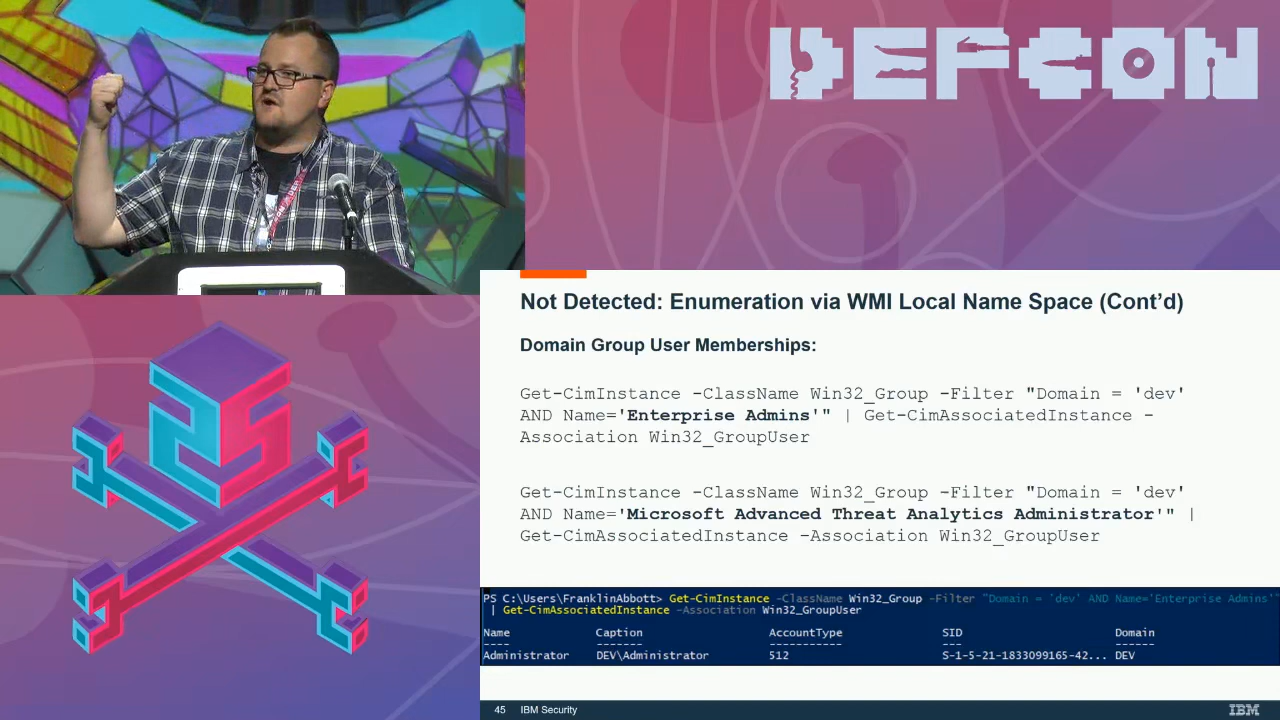 DEFCON
Not Detected: Enumeration via WMI Local Name Space (Cont’d)
Domain Group User Memberships:
Get-CimInstance -ClassName Win32_Group -Filter "Domain = 'dev'
AND Name='Enterprise Admins'" | Get-CimAssociatedInstance -
Association Win32_GroupUser
Get-CimInstance -ClassName Win32_Group -Filter "Domain = 'dev'
AND Name='Microsoft Advanced Threat Analytics Administrator'" |
Get-CimAssociatedInstance -Association Win32_GroupUser
PS C:\Users\FranklinAbbott> Get-CimInstance -ClassName Win32_Group -Filter "Domain = 'dev' AND Name='Enterprise Admins'"
| Get-CimAssociatedInstance -Association Win32_GroupUser
Name Caption AccountType SID Domain
---- ------- ----------- --- ------
Administrator DEV\Administrator 512 S-1-5-21-1833099165-42... DEV
45 IBM Security IBM